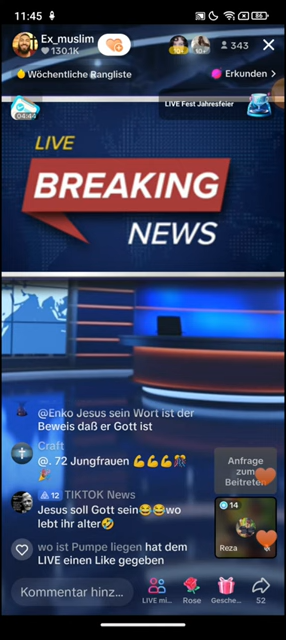 11:45
86
Ex_muslim
130.1K
343
Wöchentliche Rangliste
Erkunden >
04:44
LIVE Fest Jahresfeier
LIVE
BREAKING
NEWS
@Enko Jesus sein Wort ist der
Beweis daß er Gott ist
Craft
@. 72 Jungfrauen 💪💪💪🎊
🎉
Anfrage
zum
Beitreten
12 TIKTOK News
Jesus soll Gott sein😂😂wo
lebt ihr alter🤣
14
Reza
wo ist Pumpe liegen hat dem
LIVE einen Like gegeben
Kommentar hinz...
LIVE mi...
Rose
Gesche...
52